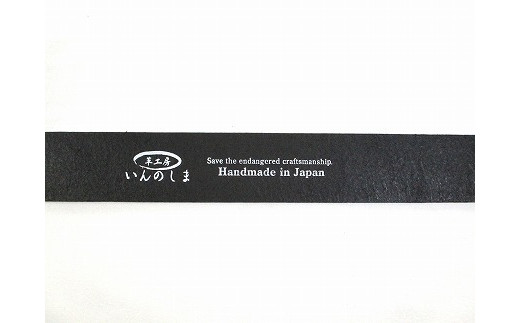 革工房
いんのしま
Save the endangered craftsmanship.
Handmade in Japan